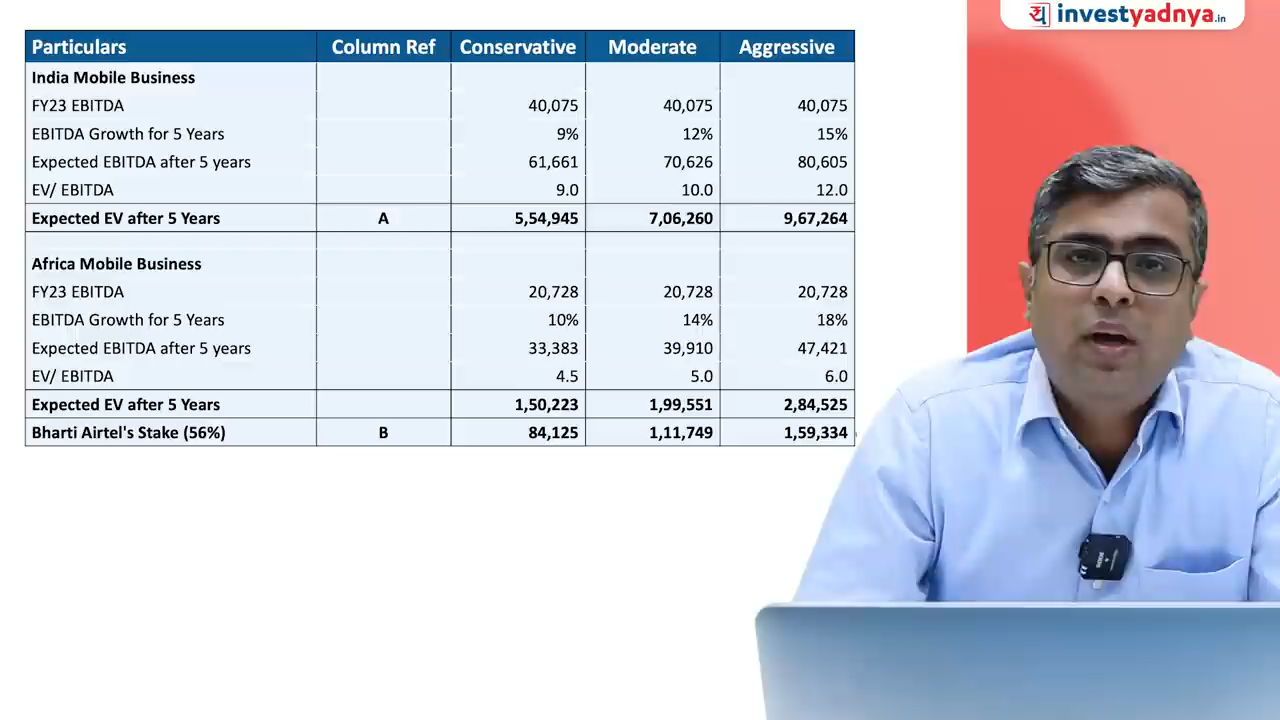 investyadnya.in
Particulars Column Ref Conservative Moderate Aggressive
India Mobile Business
FY23 EBITDA 40,075 40,075 40,075
EBITDA Growth for 5 Years 9% 12% 15%
Expected EBITDA after 5 years 61,661 70,626 80,605
EV/ EBITDA 9.0 10.0 12.0
Expected EV after 5 Years A 5,54,945 7,06,260 9,67,264
Africa Mobile Business
FY23 EBITDA 20,728 20,728 20,728
EBITDA Growth for 5 Years 10% 14% 18%
Expected EBITDA after 5 years 33,383 39,910 47,421
EV/ EBITDA 4.5 5.0 6.0
Expected EV after 5 Years 1,50,223 1,99,551 2,84,525
Bharti Airtel's Stake (56%) B 84,125 1,11,749 1,59,334